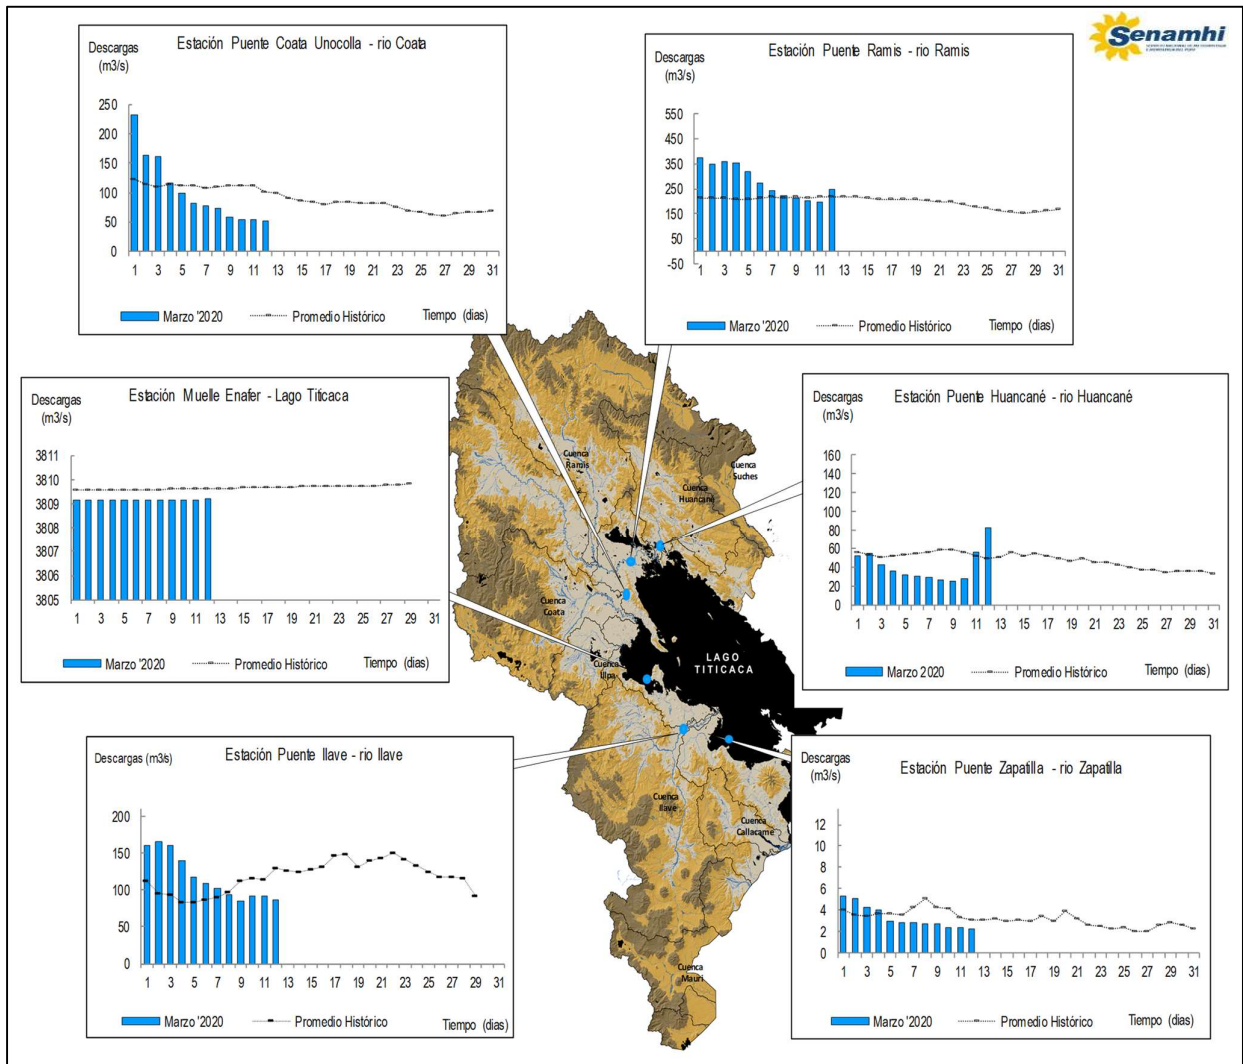 Senamhi
Estación Puente Coata Unocolla - rio Coata
Descargas
(m3/s)
250
200
150
100
50
0
1 3 5 7 9 11 13 15 17 19 21 23 25 27 29 31
Marzo '2020 Promedio Histórico Tiempo (dias)
Estación Puente Ramis - rio Ramis
Descargas
(m3/s)
550
450
350
250
150
50
-50
1 3 5 7 9 11 13 15 17 19 21 23 25 27 29 31
Marzo '2020 Promedio Histórico Tiempo (dias)
Estación Muelle Enafer - Lago Titicaca
Descargas
(m3/s)
3811
3810
3809
3808
3807
3806
3805
1 3 5 7 9 11 13 15 17 19 21 23 25 27 29 31
Marzo '2020 Promedio Histórico Tiempo (dias)
Estación Puente Huancané - rio Huancané
Descargas
(m3/s)
160
140
120
100
80
60
40
20
0
1 3 5 7 9 11 13 15 17 19 21 23 25 27 29 31
Marzo 2020 Promedio Histórico Tiempo (dias)
Cuenca
Ramis
Cuenca
Suches
Cuenca
Huancané
Cuenca
Coata
Cuenca
Illpa
LAGO
TITICACA
Cuenca
Ilave
Cuenca
Callacame
Cuenca
Mauri
Estación Puente Ilave - rio Ilave
Descargas (m3/s)
200
150
100
50
0
1 3 5 7 9 11 13 15 17 19 21 23 25 27 29 31
Marzo '2020 Promedio Histórico Tiempo (dias)
Estación Puente Zapatilla - rio Zapatilla
Descargas
(m3/s)
12
10
8
6
4
2
0
1 3 5 7 9 11 13 15 17 19 21 23 25 27 29 31
Marzo '2020 Promedio Histórico Tiempo (dias)